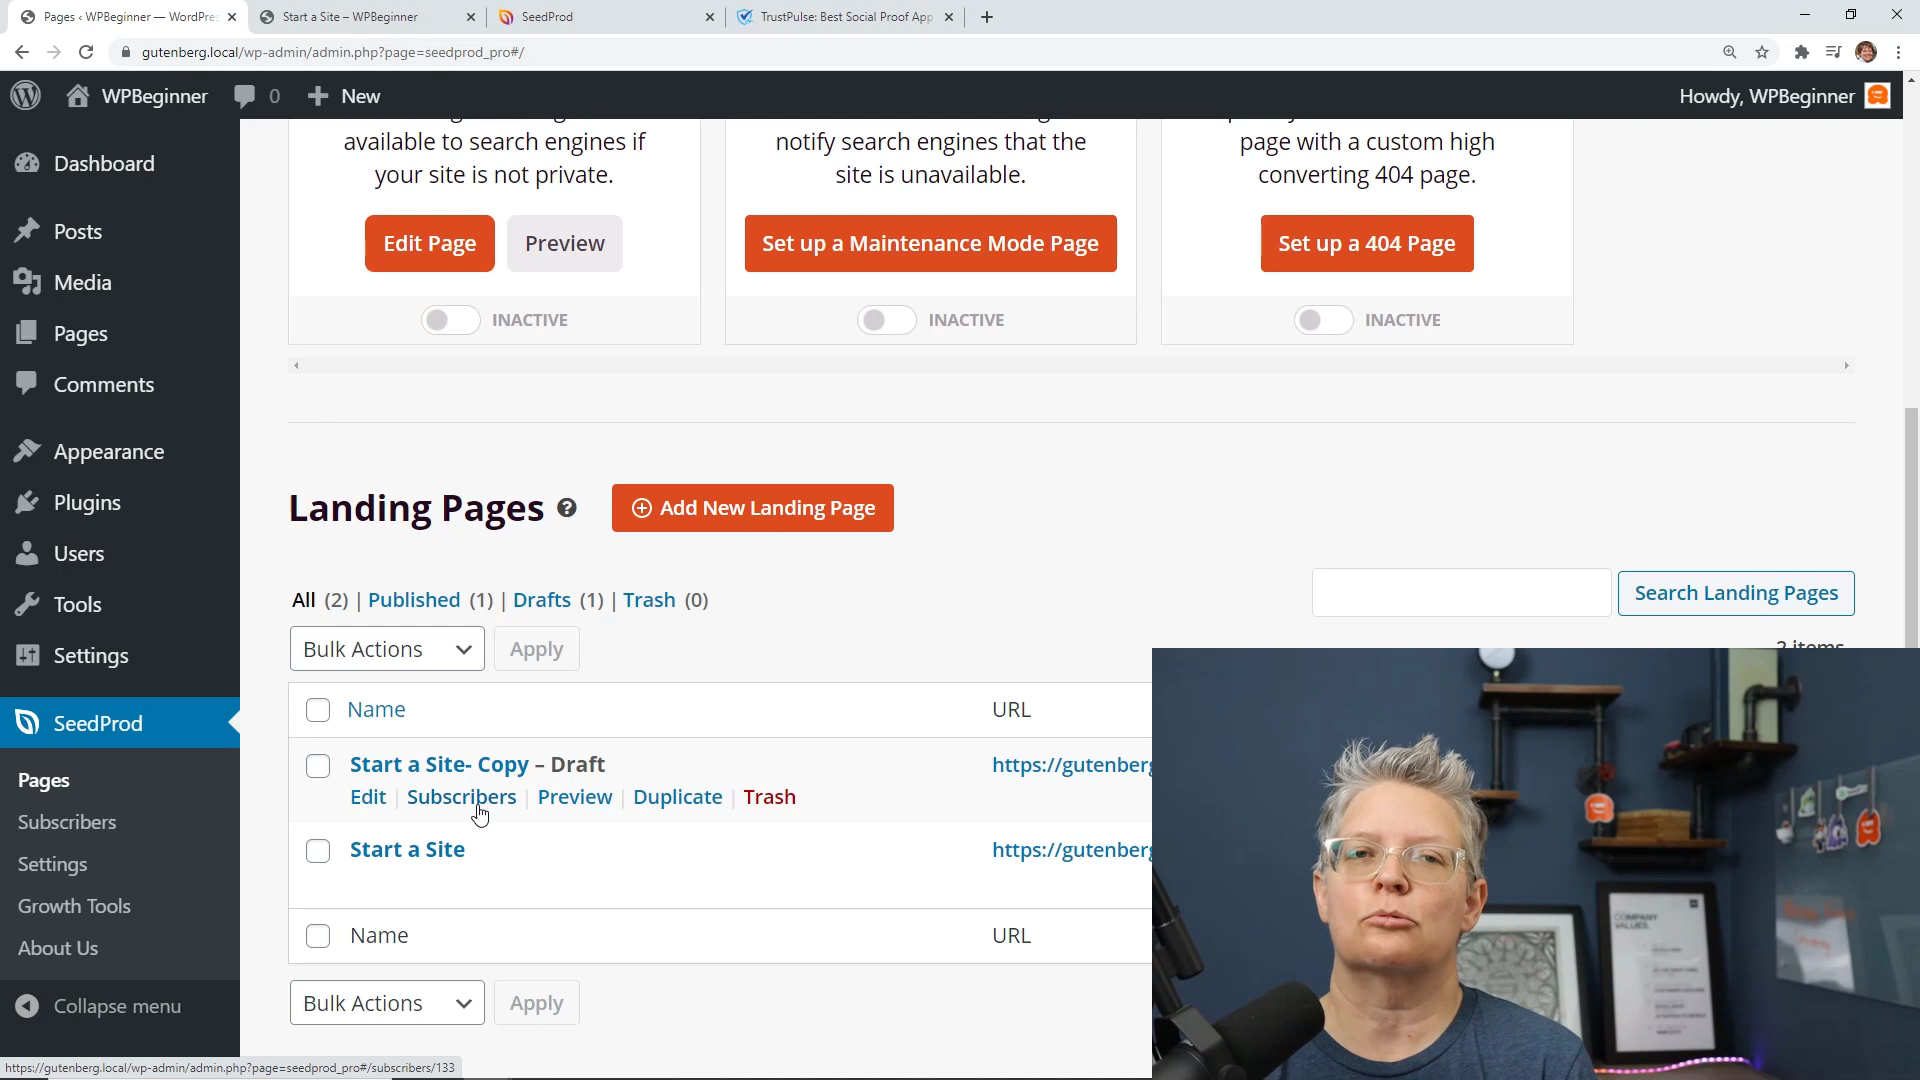 Pages ‹ WPBeginner — WordPre
Start a Site – WPBeginner
SeedProd
TrustPulse: Best Social Proof App
gutenberg.local/wp-admin/admin.php?page=seedprod_pro#/
WPBeginner
0
New
Howdy, WPBeginner
Dashboard
Posts
Media
Pages
Comments
Appearance
Plugins
Users
Tools
Settings
SeedProd
Pages
Subscribers
Settings
Growth Tools
About Us
Collapse menu
available to search engines if
your site is not private.
Edit Page
Preview
INACTIVE
notify search engines that the
site is unavailable.
Set up a Maintenance Mode Page
INACTIVE
page with a custom high
converting 404 page.
Set up a 404 Page
INACTIVE
Landing Pages
Add New Landing Page
All (2) | Published (1) | Drafts (1) | Trash (0)
Search Landing Pages
Bulk Actions
Apply
2 items
Name
URL
Start a Site- Copy – Draft
https://gutenberg
Edit | Subscribers | Preview | Duplicate | Trash
Start a Site
https://gutenberg
Name
URL
Bulk Actions
Apply
COMPANY
VALUES
https://gutenberg.local/wp-admin/admin.php?page=seedprod_pro#/subscribers/133